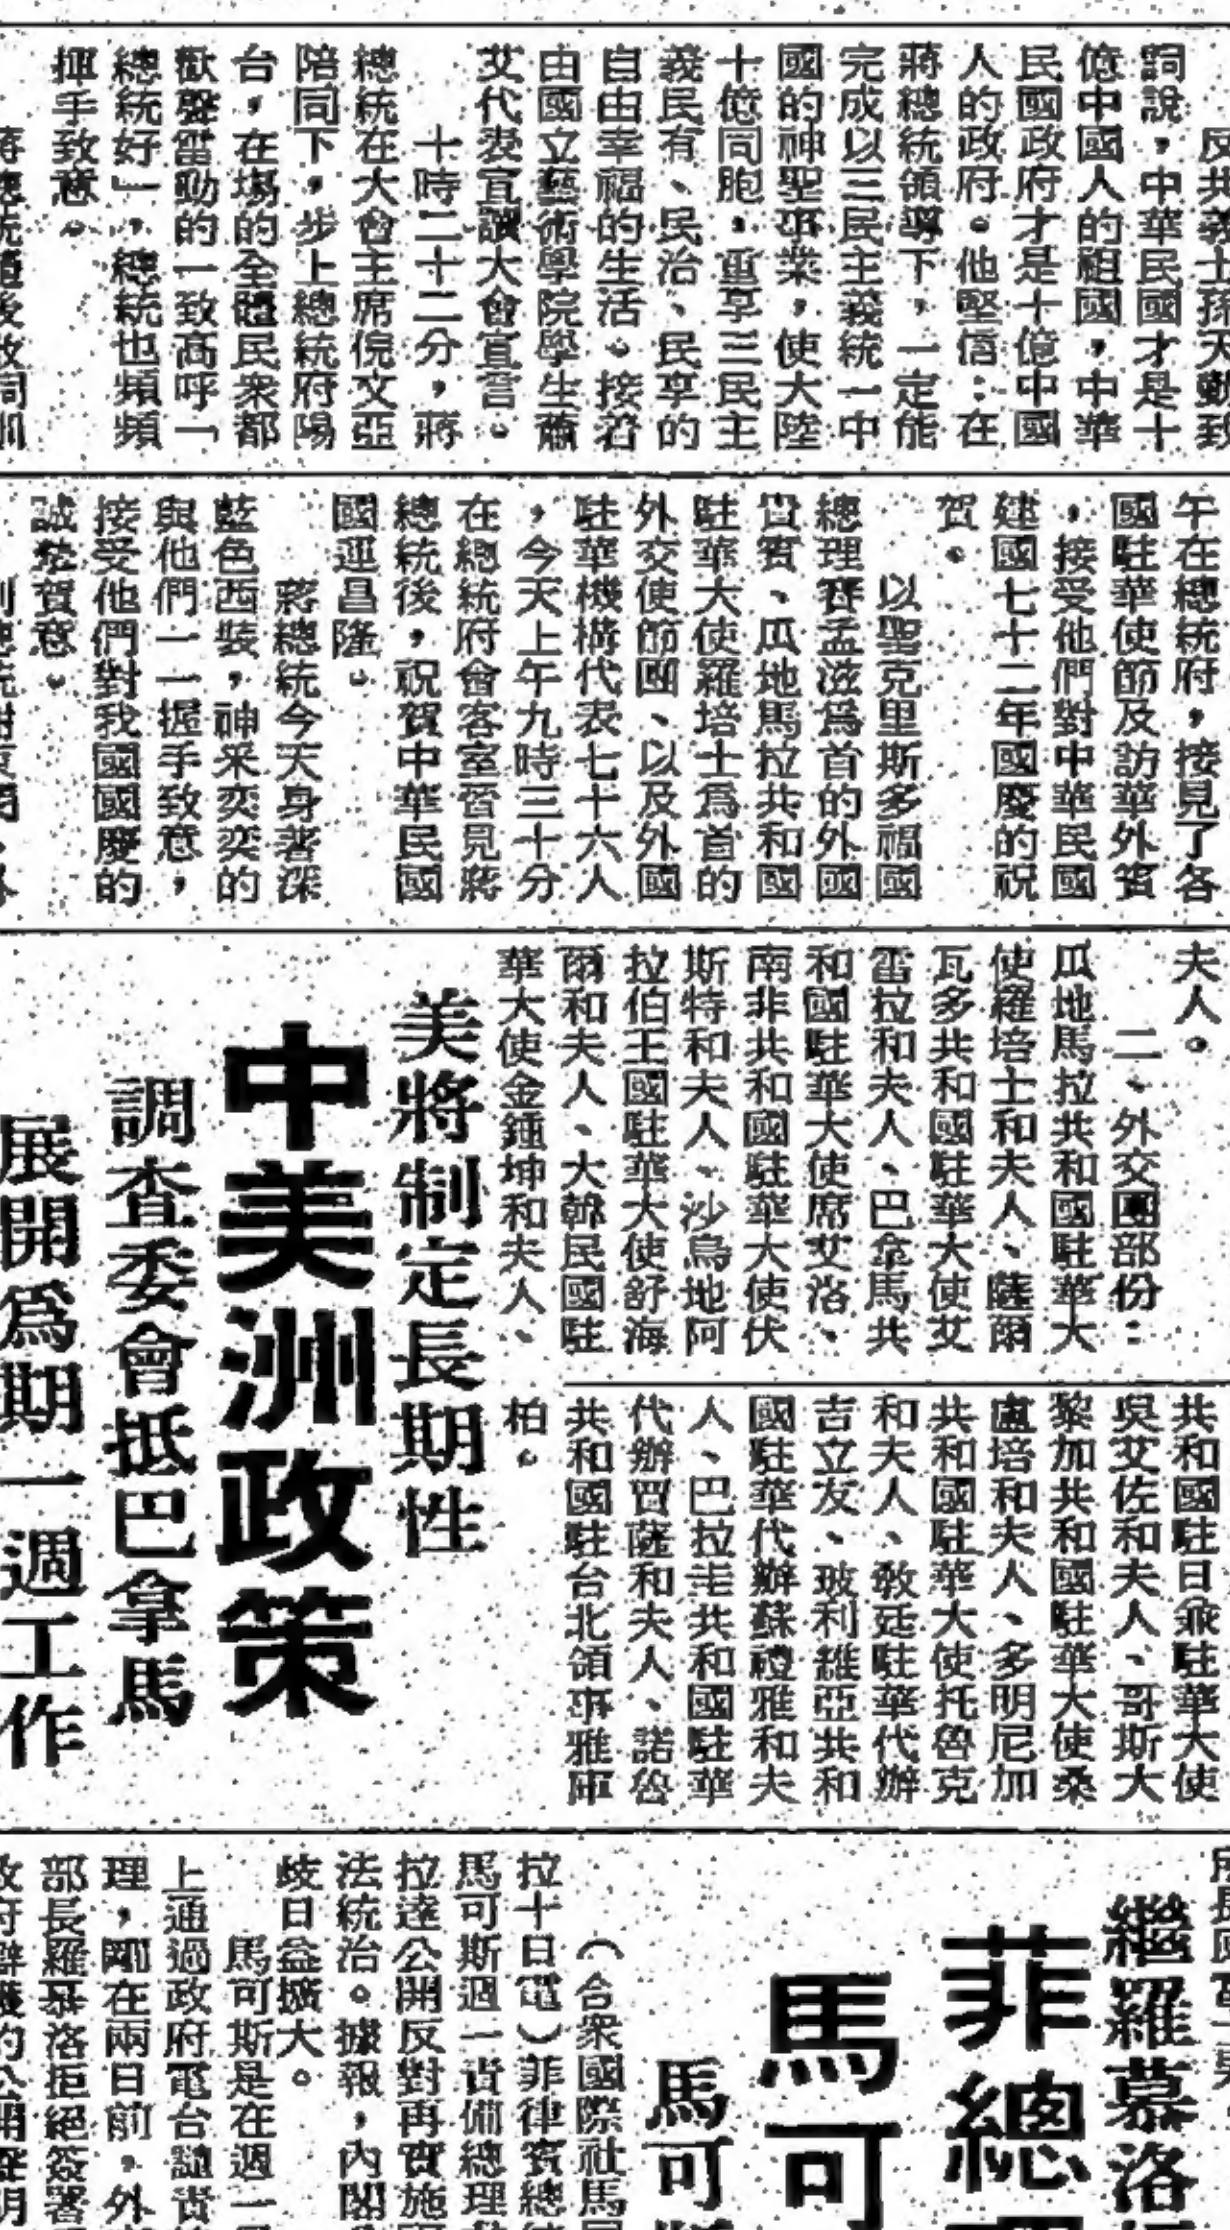 反共義士孫天勤致
詞說，中華民國才是十
億中國人的祖國，中華
民國政府才是十億中國
人的政府。他堅信：在
蔣總統領導下，一定能
完成以三民主義統一中
國的神聖事業，使大陸
十億同胞，重享三民主
義民有、民治、民享的
自由幸福的生活。接着
由國立藝術學院學生蕭
艾代表宣讀大會宣言。
十時二十二分，蔣
總統在大會主席倪文亞
陪同下，步上總統府陽
台，在場的全體民衆都
歡聲雷動的一致高呼「
總統好」，總統也頻頻
揮手致意。
蔣總統隨後
午在總統府，接見了各
國駐華使節及訪華外賓
，接受他們對中華民國
建國七十二年國慶的祝
賀。
以聖克里斯多福國
總理賽孟滋爲首的外國
貴賓、瓜地馬拉共和國
駐華大使羅培士爲首的
外交使節團、以及外國
駐華機構代表七十六人
，今天上午九時三十分
在總統府會客室晉見蔣
總統後，祝賀中華民國
國運昌隆。
蔣總統今天身著深
藍色西裝，神采奕奕的
與他們一一握手致意，
接受他們對我國國慶的
誠摯賀意。
夫人。
二、外交團部份：
瓜地馬拉共和國駐華大
使羅培士和夫人、薩爾
瓦多共和國駐華大使艾
雷拉和夫人、巴拿馬共
和國駐華大使席艾洛、
南非共和國駐華大使伏
斯特和夫人、沙烏地阿
拉伯王國駐華大使舒海
爾和夫人、大韓民國駐
華大使金鍾坤和夫人、
共和國駐日兼駐華大使
吳艾佐和夫人、哥斯大
黎加共和國駐華大使桑
盧培和夫人、多明尼加
共和國駐華大使托魯克
和夫人、敎廷駐華代辦
吉立友、玻利維亞共和
國駐華代辦蘇禮雅和夫
人、巴拉圭共和國駐華
代辦賈薩和夫人、諾魯
共和國駐台北領事雅庫
柏。
美將制定長期性
中美洲政策
調查委會抵巴拿馬
展開爲期一週工作
繼羅慕洛
菲總
馬可
馬可
（合衆國際社馬
拉十日電）菲律賓總
馬可斯週一責備總理
拉達公開反對再實施
法統治。據報，內閣
歧日益擴大。
馬可斯是在週一
上通過政府電台譴責
理，剛在兩日前，外
部長羅慕洛拒絕簽署